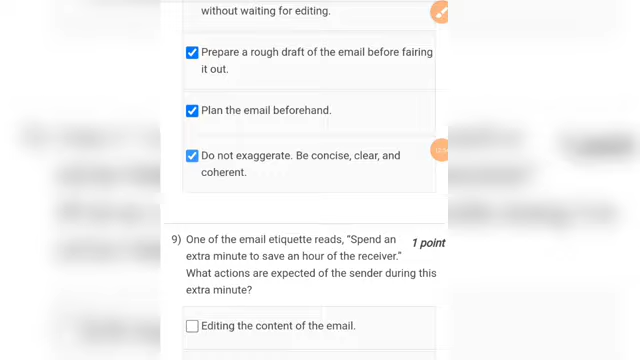 without waiting for editing.
Prepare a rough draft of the email before fairing
it out.
Plan the email beforehand.
Do not exaggerate. Be concise, clear, and
coherent.
9) One of the email etiquette reads, “Spend an 1 point
extra minute to save an hour of the receiver.”
What actions are expected of the sender during this
extra minute?
Editing the content of the email.